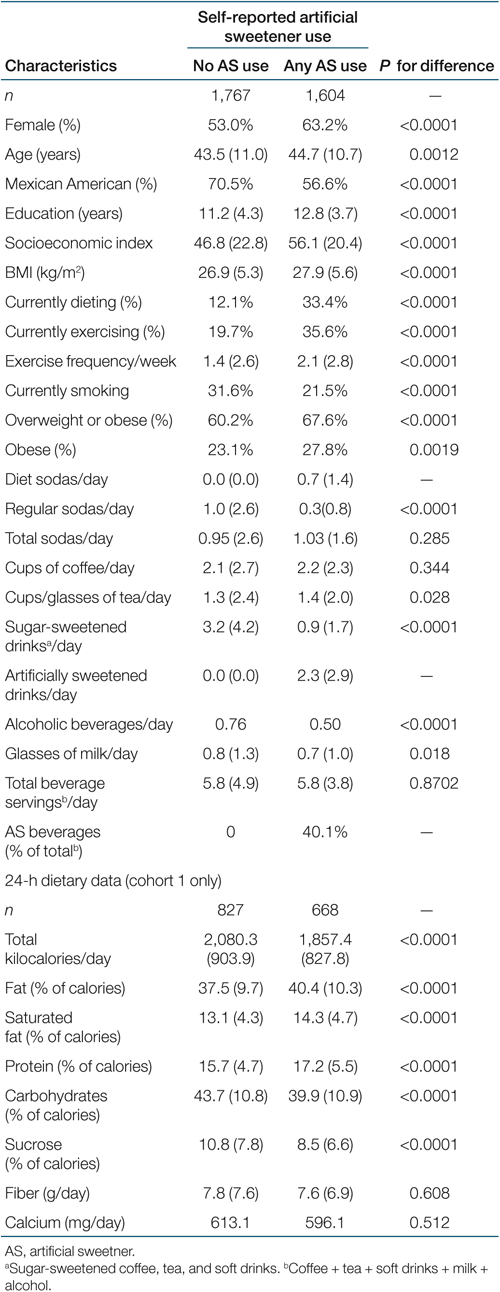 Self-reported artificial
sweetener use
Characteristics No AS use Any AS use P for difference
n 1,767 1,604 —
Female (%) 53.0% 63.2% <0.0001
Age (years) 43.5 (11.0) 44.7 (10.7) 0.0012
Mexican American (%) 70.5% 56.6% <0.0001
Education (years) 11.2 (4.3) 12.8 (3.7) <0.0001
Socioeconomic index 46.8 (22.8) 56.1 (20.4) <0.0001
BMI (kg/m2) 26.9 (5.3) 27.9 (5.6) <0.0001
Currently dieting (%) 12.1% 33.4% <0.0001
Currently exercising (%) 19.7% 35.6% <0.0001
Exercise frequency/week 1.4 (2.6) 2.1 (2.8) <0.0001
Currently smoking 31.6% 21.5% <0.0001
Overweight or obese (%) 60.2% 67.6% <0.0001
Obese (%) 23.1% 27.8% 0.0019
Diet sodas/day 0.0 (0.0) 0.7 (1.4) —
Regular sodas/day 1.0 (2.6) 0.3(0.8) <0.0001
Total sodas/day 0.95 (2.6) 1.03 (1.6) 0.285
Cups of coffee/day 2.1 (2.7) 2.2 (2.3) 0.344
Cups/glasses of tea/day 1.3 (2.4) 1.4 (2.0) 0.028
Sugar-sweetened 3.2 (4.2) 0.9 (1.7) <0.0001
drinksa/day
Artificially sweetened 0.0 (0.0) 2.3 (2.9) —
drinks/day
Alcoholic beverages/day 0.76 0.50 <0.0001
Glasses of milk/day 0.8 (1.3) 0.7 (1.0) 0.018
Total beverage 5.8 (4.9) 5.8 (3.8) 0.8702
servingsb/day
AS beverages 0 40.1% —
(% of totalb)
24-h dietary data (cohort 1 only)
n 827 668 —
Total 2,080.3 1,857.4 <0.0001
kilocalories/day (903.9) (827.8)
Fat (% of calories) 37.5 (9.7) 40.4 (10.3) <0.0001
Saturated 13.1 (4.3) 14.3 (4.7) <0.0001
fat (% of calories)
Protein (% of calories) 15.7 (4.7) 17.2 (5.5) <0.0001
Carbohydrates 43.7 (10.8) 39.9 (10.9) <0.0001
(% of calories)
Sucrose 10.8 (7.8) 8.5 (6.6) <0.0001
(% of calories)
Fiber (g/day) 7.8 (7.6) 7.6 (6.9) 0.608
Calcium (mg/day) 613.1 596.1 0.512
AS, artificial sweetner.
aSugar-sweetened coffee, tea, and soft drinks. bCoffee + tea + soft drinks + milk +
alcohol.